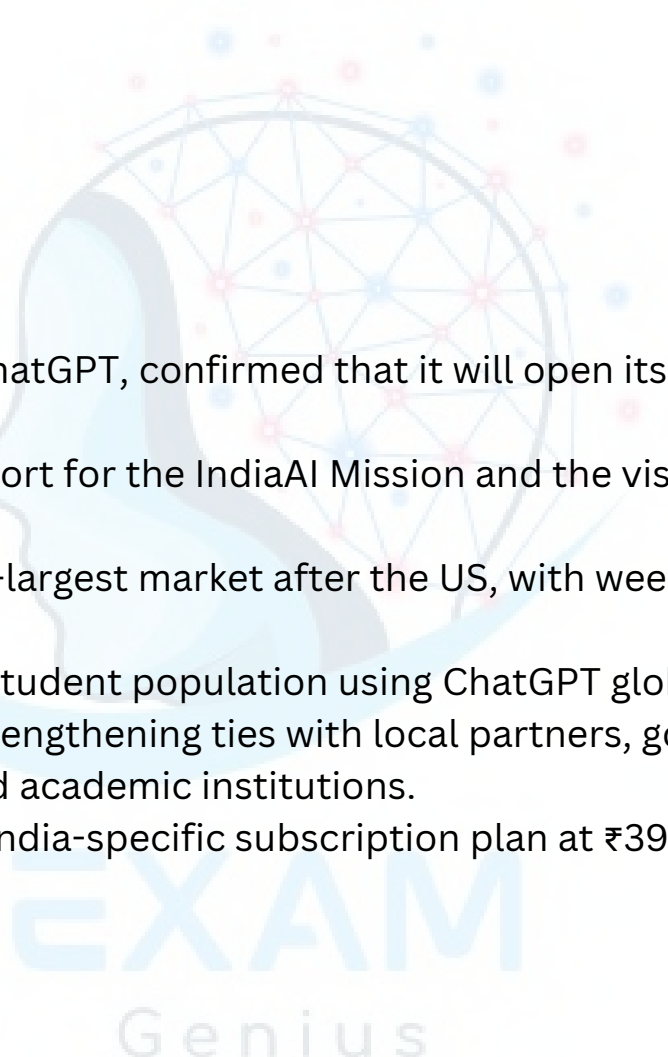 hatGPT, confirmed that it will open its
ort for the IndiaAI Mission and the vis
-largest market after the US, with wee
tudent population using ChatGPT glo
engthening ties with local partners, go
d academic institutions.
ndia-specific subscription plan at ₹39
EXAM
Genius